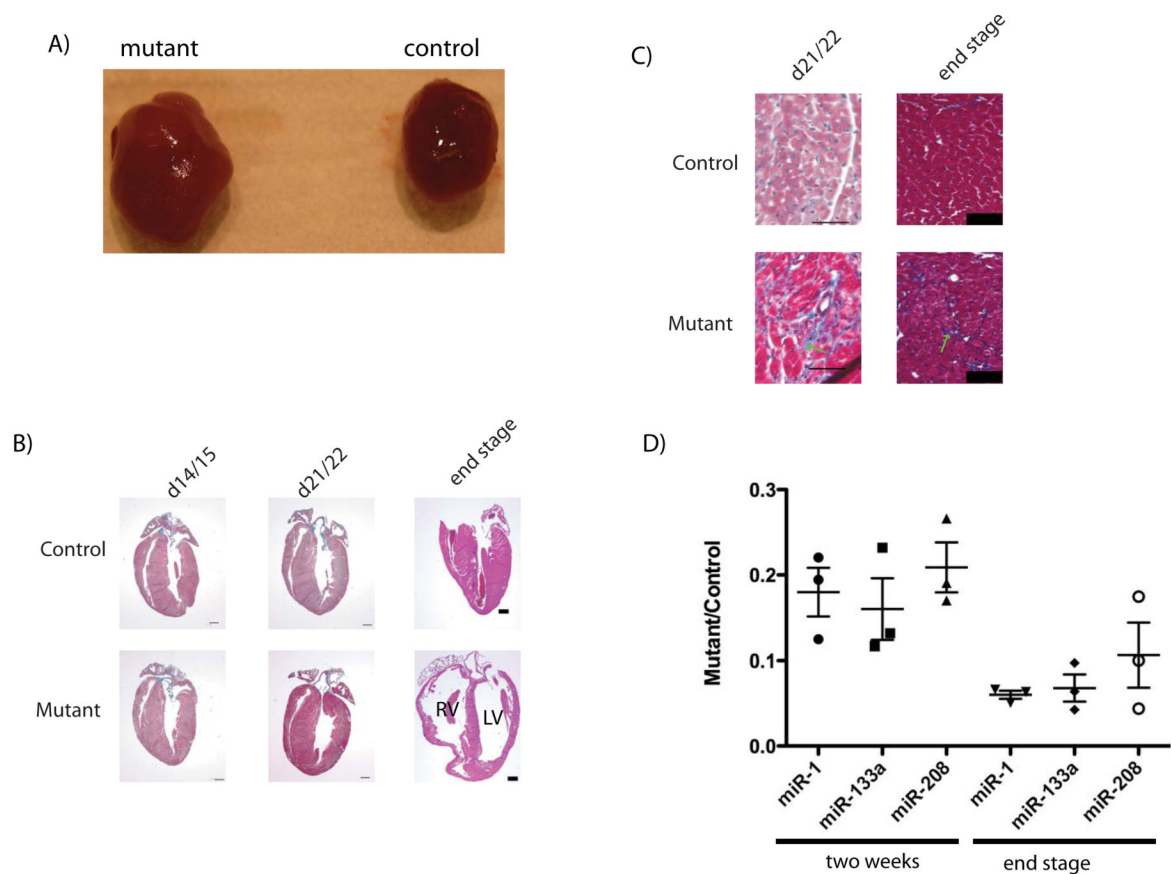 A)
mutant
control
B)
d14/15
d21/22
end stage
Control
Mutant
RV
LV
C)
d21/22
end stage
Control
Mutant
D)
Mutant/Control
0.3
0.2
0.1
0.0
miR-1
miR-133a
miR-208
miR-1
miR-133a
miR-208
two weeks
end stage